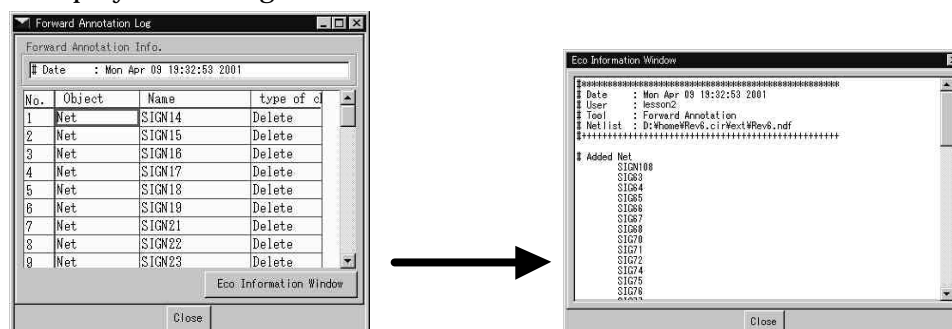 Forward Annotation Log
Forward Annotation Info.
# Date : Mon Apr 09 19:32:53 2001
No. Object Name type of cl
1 Net SIGN14 Delete
2 Net SIGN15 Delete
3 Net SIGN16 Delete
4 Net SIGN17 Delete
5 Net SIGN18 Delete
6 Net SIGN19 Delete
7 Net SIGN21 Delete
8 Net SIGN22 Delete
9 Net SIGN23 Delete
Eco Information Window
Close
Eco Information Window
# Date : Mon Apr 09 19:32:53 2001
# User : lesson2
# Tool : Forward Annotation
# Netlist : D:¥home¥Rev6.cir¥ext¥Rev6.ndf
# Added Net
SIGN108
SIG63
SIG64
SIG65
SIG66
SIG67
SIG68
SIG70
SIG71
SIG72
SIG74
SIG75
SIG76
Close